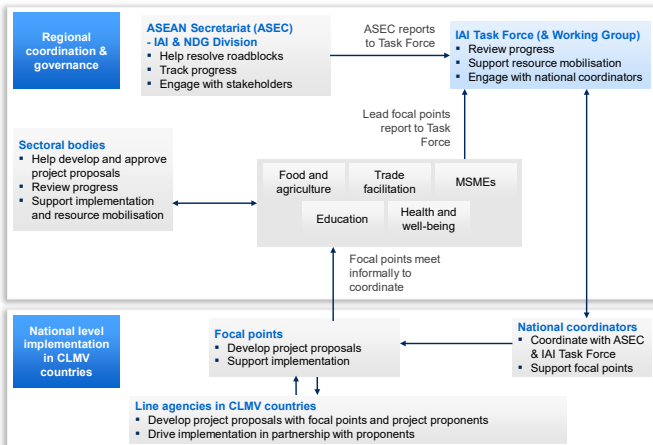 Regional
coordination &
governance
ASEAN Secretariat (ASEC)
- IAI & NDG Division
▪ Help resolve roadblocks
▪ Track progress
▪ Engage with stakeholders
ASEC reports
to Task Force
IAI Task Force (& Working Group)
▪ Review progress
▪ Support resource mobilisation
▪ Engage with national coordinators
Lead focal points
report to Task
Force
Sectoral bodies
▪ Help develop and approve
project proposals
▪ Review progress
▪ Support implementation
and resource mobilisation
Food and
agriculture
Trade
facilitation
MSMEs
Education
Health and
well-being
Focal points meet
informally to
coordinate
National level
implementation
in CLMV
countries
Focal points
▪ Develop project proposals
▪ Support implementation
National coordinators
▪ Coordinate with ASEC
& IAI Task Force
▪ Support focal points
Line agencies in CLMV countries
▪ Develop project proposals with focal points and project proponents
▪ Drive implementation in partnership with proponents